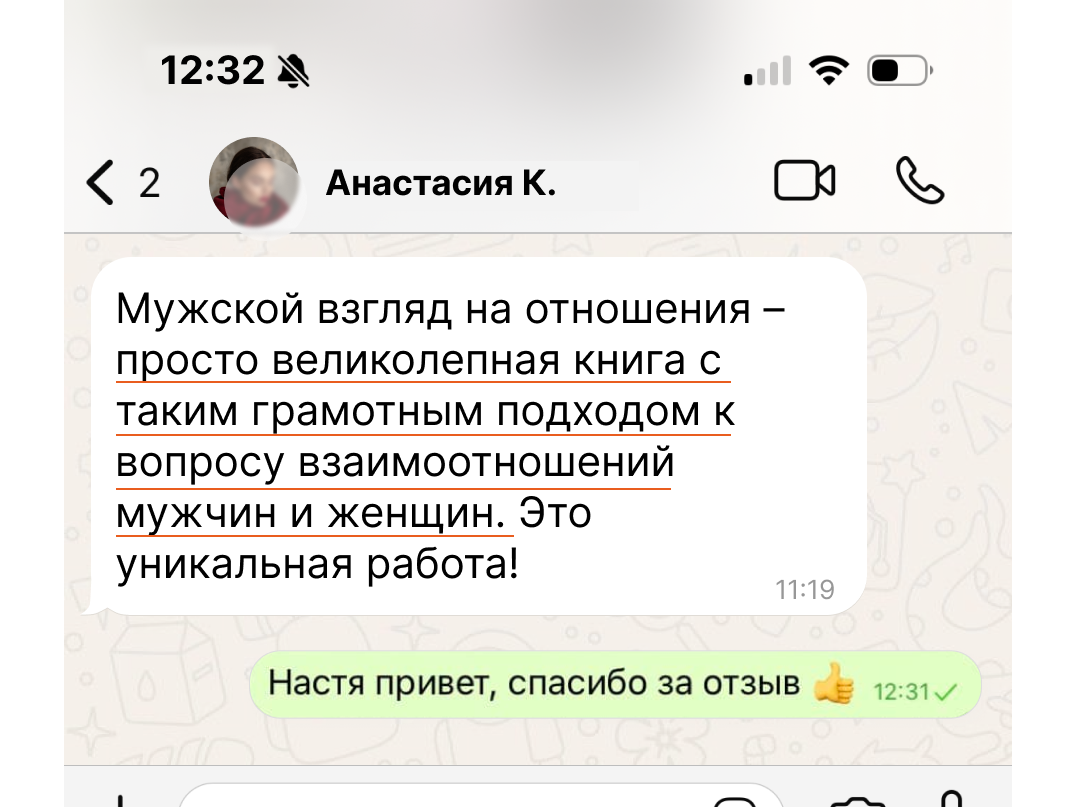 12:32
2
Анастасия К.
Мужской взгляд на отношения –
просто великолепная книга с
таким грамотным подходом к
вопросу взаимоотношений
мужчин и женщин. Это
уникальная работа!
11:19
Настя привет, спасибо за отзыв 👍 12:31